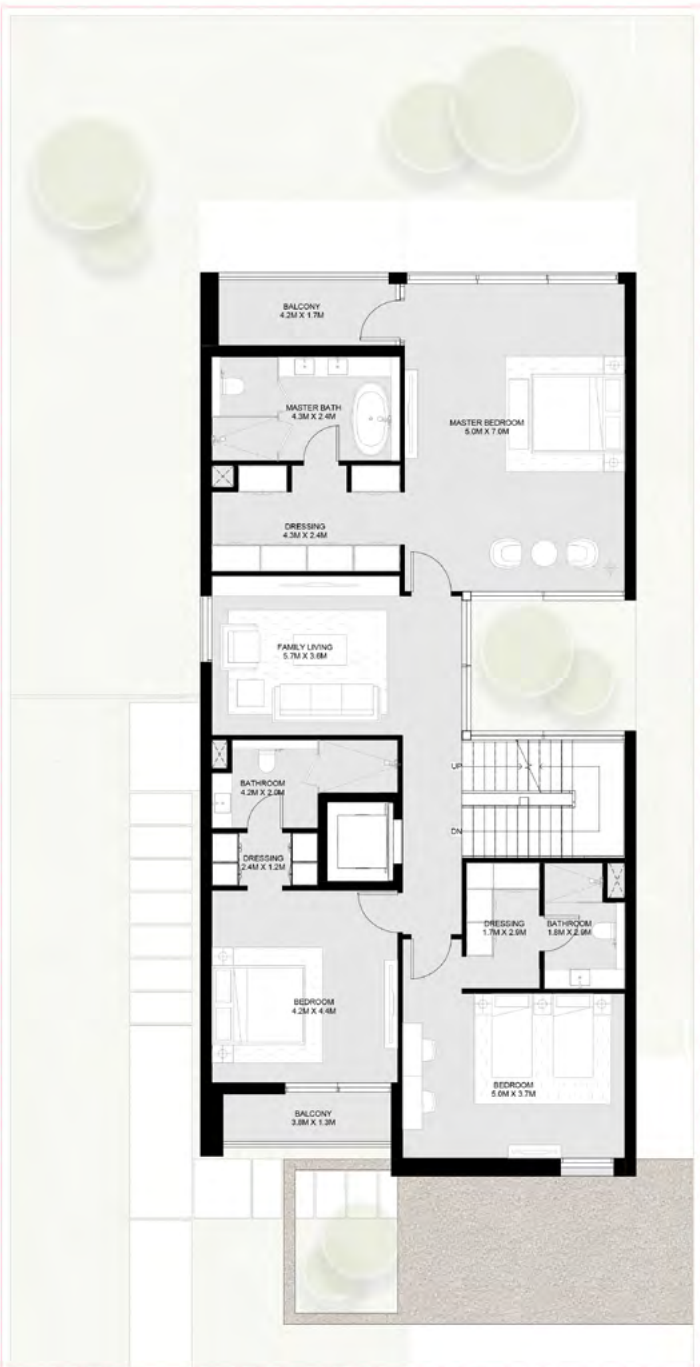 BALCONY
4.2M X 1.7M
MASTER BATH
4.3M X 2.4M
MASTER BEDROOM
5.0M X 7.0M
DRESSING
4.3M X 2.4M
FAMILY LIVING
5.7M X 3.6M
UP
BATHROOM
4.2M X 2.0M
DN
DRESSING
2.4M X 1.2M
DRESSING
1.7M X 2.9M
BATHROOM
1.8M X 2.9M
BEDROOM
4.2M X 4.4M
BEDROOM
5.0M X 3.7M
BALCONY
3.8M X 1.3M